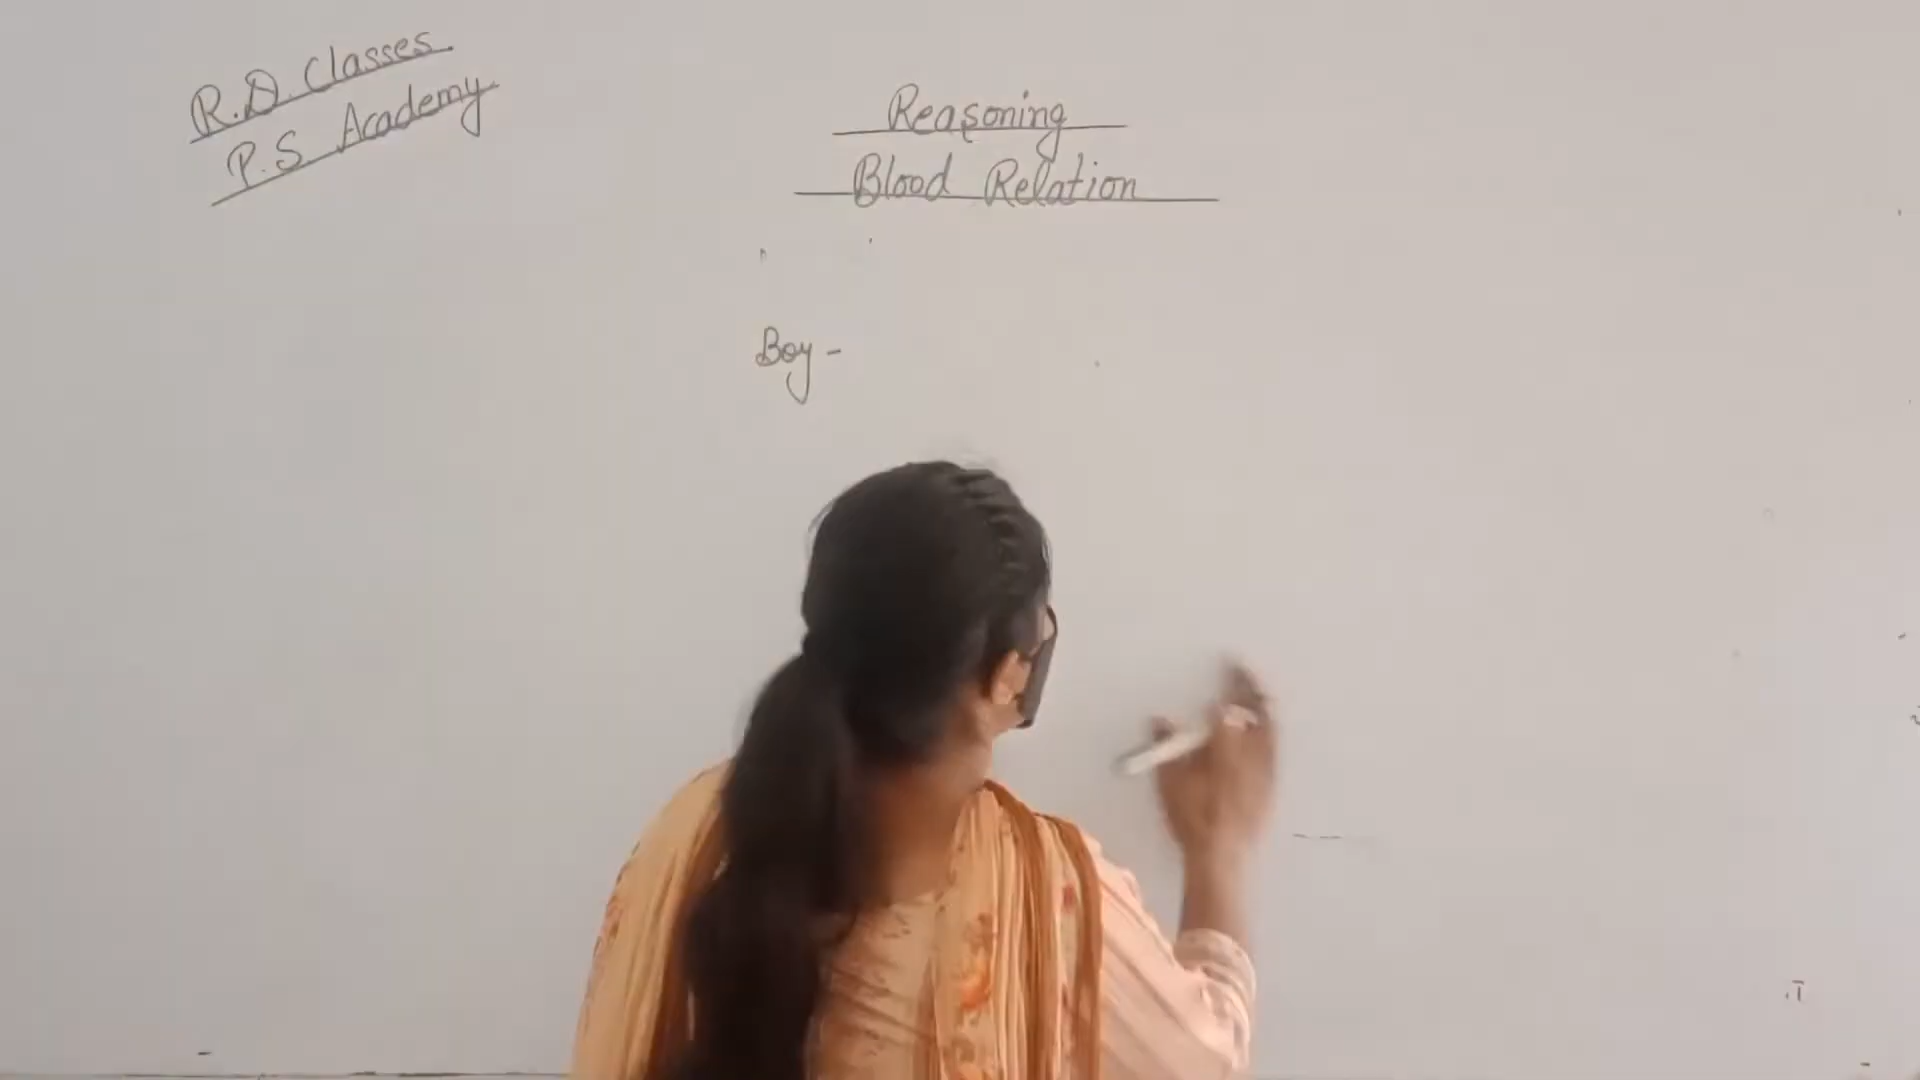 R.D. Classes
P.S. Academy
Reasoning
Blood Relation
Boy -